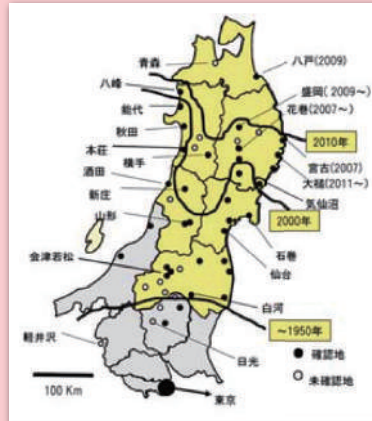 青森
八戸(2009)
八峰
盛岡( 2009～)
能代
花巻(2007～)
秋田
2010年
本荘
横手
宮古(2007)
酒田
大槌(2011～)
新庄
気仙沼
山形
2000年
石巻
会津若松
仙台
白河
～1950年
軽井沢
日光
● 確認地
○ 未確認地
100 Km
東京